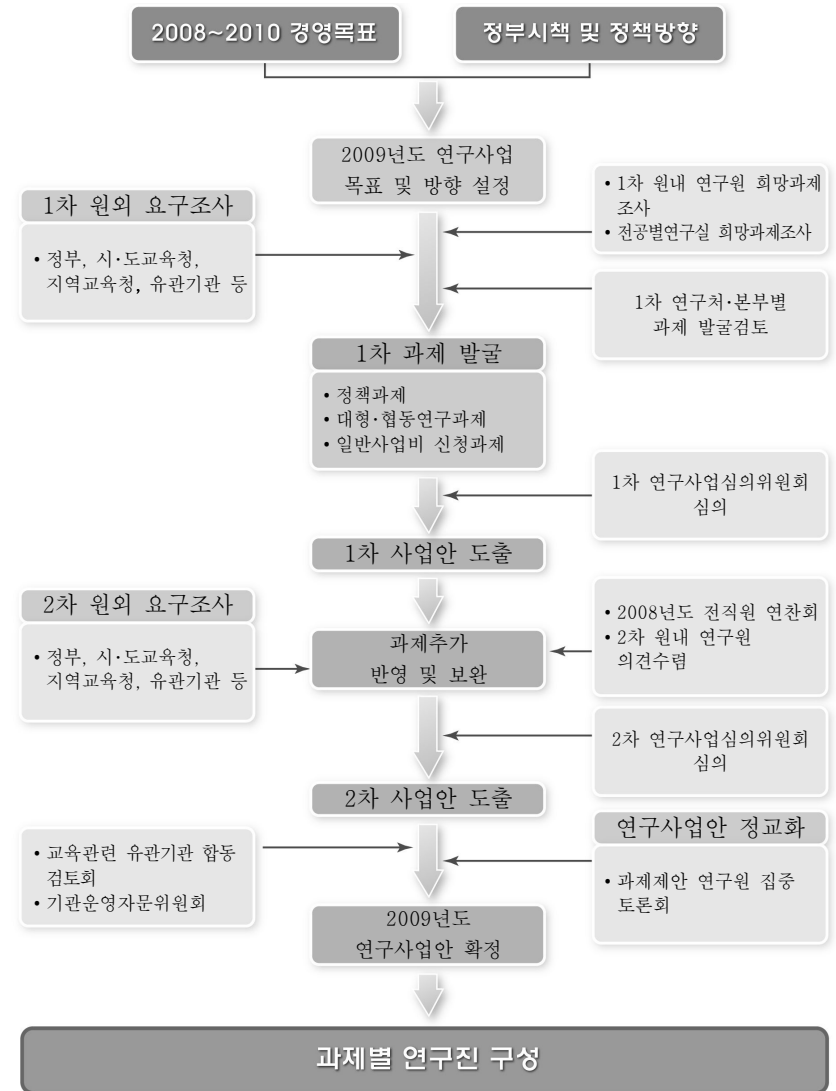 2008~2010 경영목표
정부시책 및 정책방향
2009년도 연구사업
목표 및 방향 설정
1차 원외 요구조사
• 정부, 시·도교육청,
지역교육청, 유관기관 등
• 1차 원내 연구원 희망과제
조사
• 전공별연구실 희망과제조사
1차 연구처·본부별
과제 발굴검토
1차 과제 발굴
• 정책과제
• 대형·협동연구과제
• 일반사업비 신청과제
1차 연구사업심의위원회
심의
1차 사업안 도출
2차 원외 요구조사
• 정부, 시·도교육청,
지역교육청, 유관기관 등
과제추가
반영 및 보완
• 2008년도 전직원 연찬회
• 2차 원내 연구원
의견수렴
2차 연구사업심의위원회
심의
2차 사업안 도출
• 교육관련 유관기관 합동
검토회
• 기관운영자문위원회
연구사업안 정교화
• 과제제안 연구원 집중
토론회
2009년도
연구사업안 확정
과제별 연구진 구성